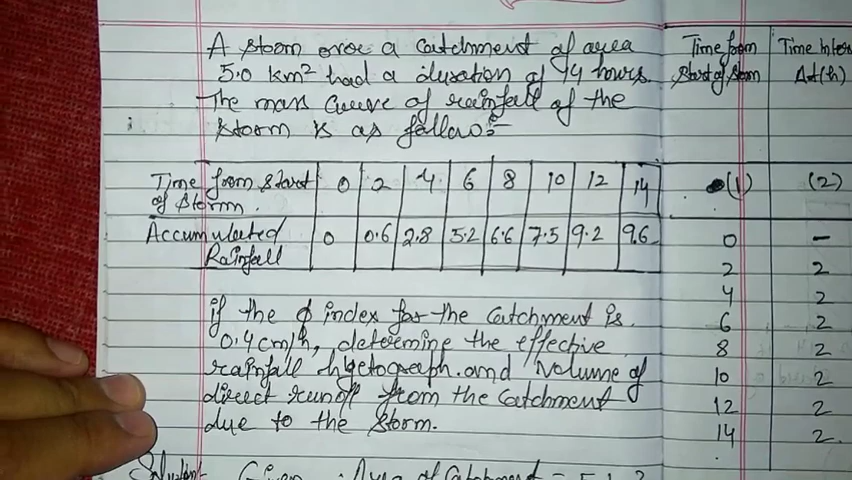 A storm over a catchment of area
5.0 km² had a duration of 14 hours.
The mass curve of rainfall of the
storm is as follows:-
Time from start of storm. 0 2 4 6 8 10 12 14
Accumulated Rainfall 0 0.6 2.8 5.2 6.6 7.5 9.2 9.6
if the ϕ index for the catchment is
0.4 cm/h, determine the effective
rainfall hyetograph and volume of
direct runoff from the catchment
due to the storm.
Solution Given Area of Catchment =
Time from Start of Storm
Time Inter
Δt(h)
(1) (2)
0 -
2 2
4 2
6 2
8 2
10 2
12 2
14 2